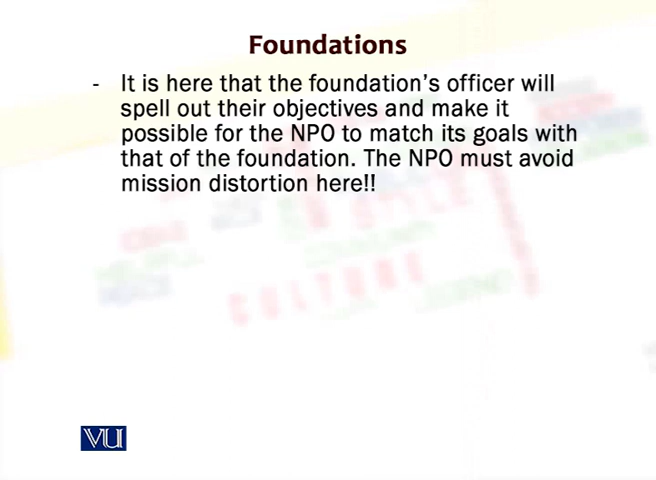 Foundations
- It is here that the foundation's officer will
spell out their objectives and make it
possible for the NPO to match its goals with
that of the foundation. The NPO must avoid
mission distortion here!!
CULTURE
VU